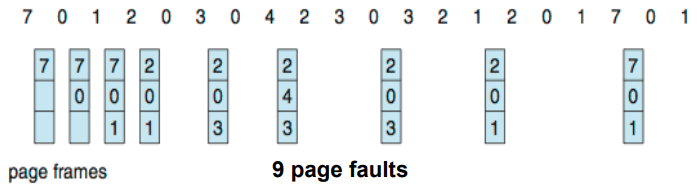 7 0 1 2 0 3 0 4 2 3 0 3 2 1 2 0 1 7 0 1
7 7 7 2 2 2 2 2 7
0 0 0 0 4 0 0 0
1 1 3 3 3 1 1
page frames 9 page faults